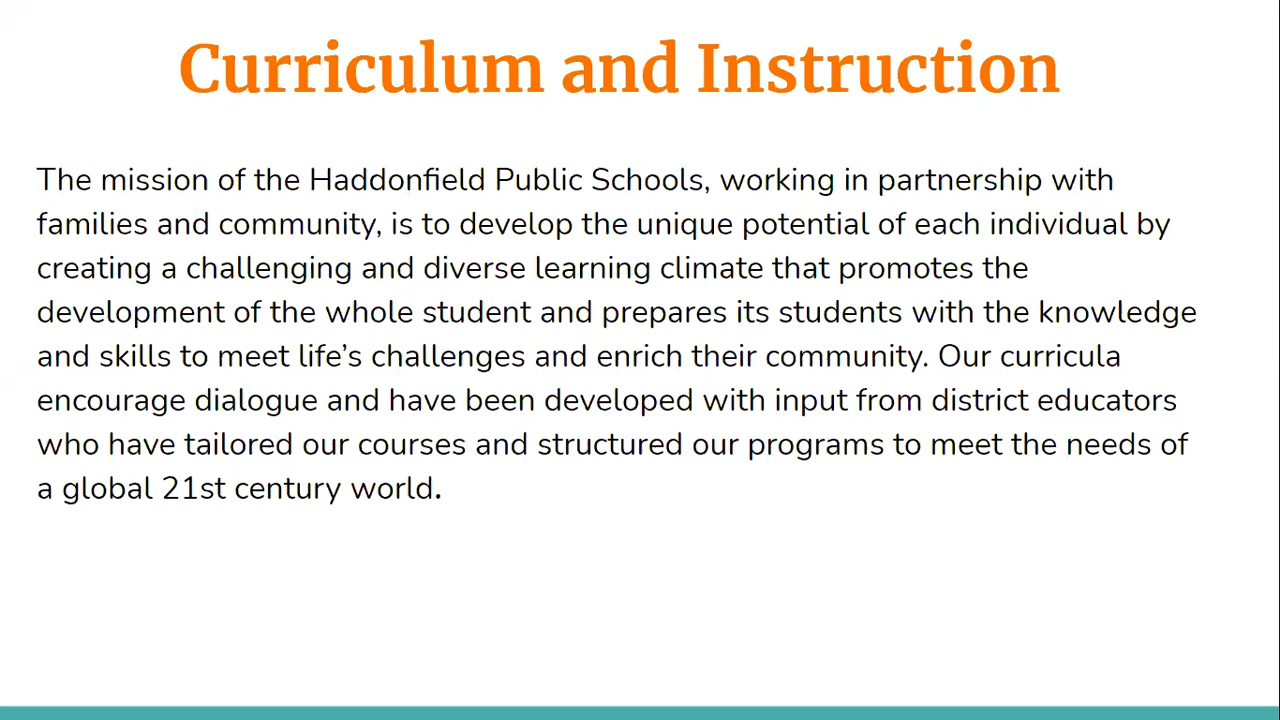 Curriculum and Instruction
The mission of the Haddonfield Public Schools, working in partnership with
families and community, is to develop the unique potential of each individual by
creating a challenging and diverse learning climate that promotes the
development of the whole student and prepares its students with the knowledge
and skills to meet life’s challenges and enrich their community. Our curricula
encourage dialogue and have been developed with input from district educators
who have tailored our courses and structured our programs to meet the needs of
a global 21st century world.